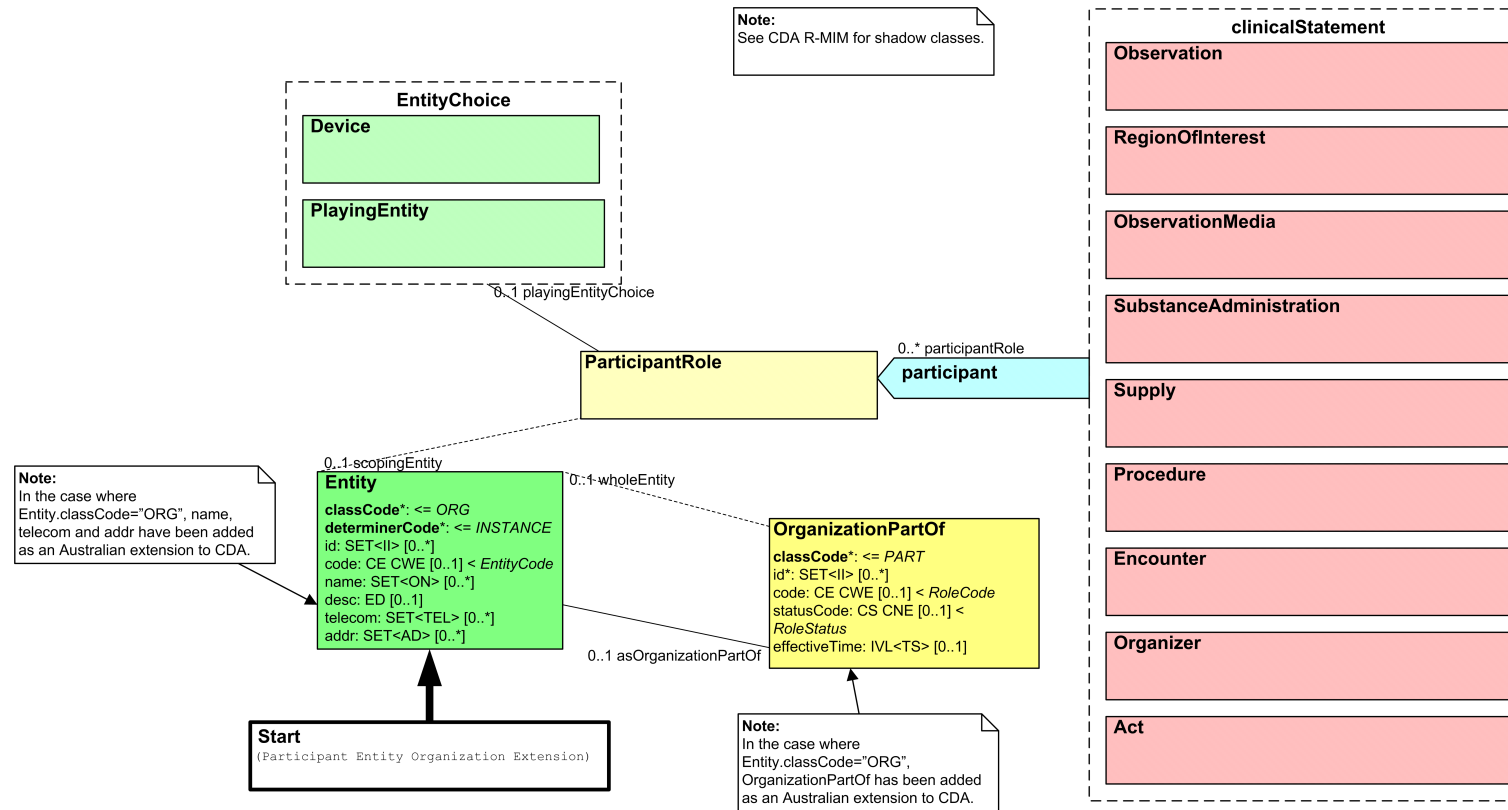 Note:
See CDA R-MIM for shadow classes.
clinicalStatement
Observation
RegionOfInterest
ObservationMedia
SubstanceAdministration
Supply
Procedure
Encounter
Organizer
Act
EntityChoice
Device
PlayingEntity
0..1 playingEntityChoice
ParticipantRole
0..* participantRole
participant
0..1 scopingEntity
0..1 wholeEntity
Note:
In the case where
Entity.classCode=”ORG”, name,
telecom and addr have been added
as an Australian extension to CDA.
Entity
classCode*: <= ORG
determinerCode*: <= INSTANCE
id: SET<II> [0..*]
code: CE CWE [0..1] < EntityCode
name: SET<ON> [0..*]
desc: ED [0..1]
telecom: SET<TEL> [0..*]
addr: SET<AD> [0..*]
OrganizationPartOf
classCode*: <= PART
id*: SET<II> [0..*]
code: CE CWE [0..1] < RoleCode
statusCode: CS CNE [0..1] <
RoleStatus
effectiveTime: IVL<TS> [0..1]
0..1 asOrganizationPartOf
Start
(Participant Entity Organization Extension)
Note:
In the case where
Entity.classCode=”ORG”,
OrganizationPartOf has been added
as an Australian extension to CDA.